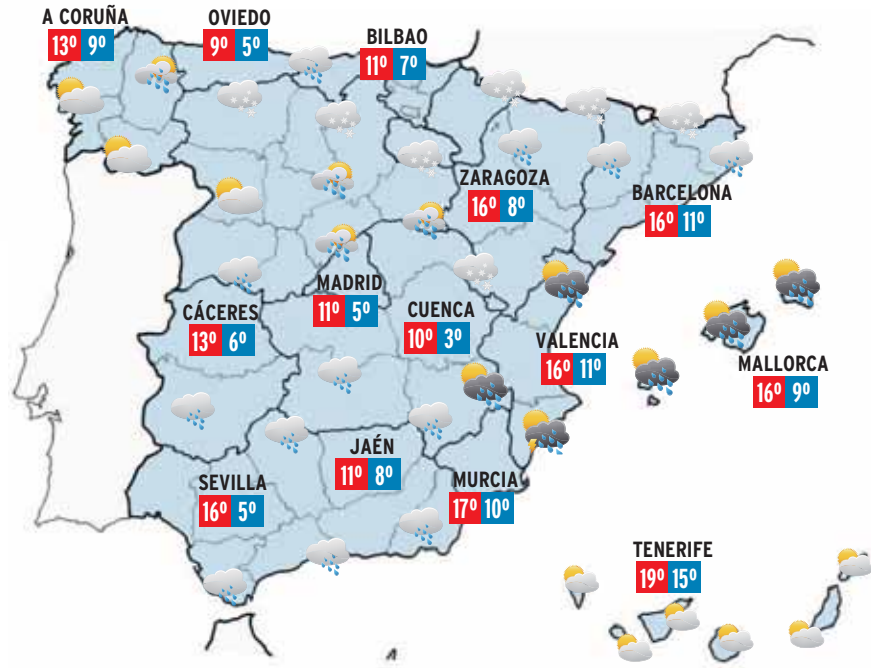 A CORUÑA
13º 9º
OVIEDO
9º 5º
BILBAO
11º 7º
ZARAGOZA
16º 8º
BARCELONA
16º 11º
MADRID
11º 5º
CÁCERES
13º 6º
CUENCA
10º 3º
VALENCIA
16º 11º
MALLORCA
16º 9º
JAÉN
11º 8º
SEVILLA
16º 5º
MURCIA
17º 10º
TENERIFE
19º 15º